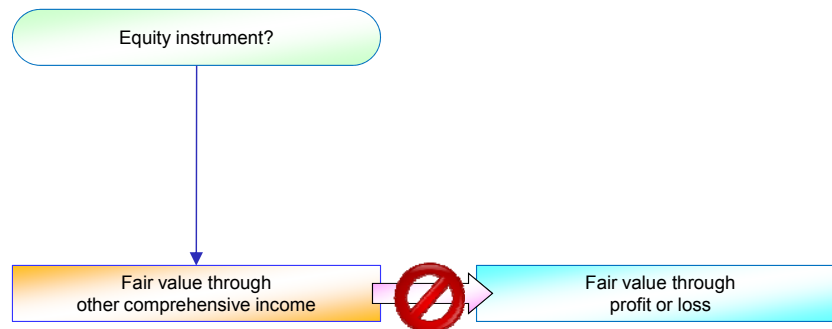 Equity instrument?
Fair value through
other comprehensive income
Fair value through
profit or loss